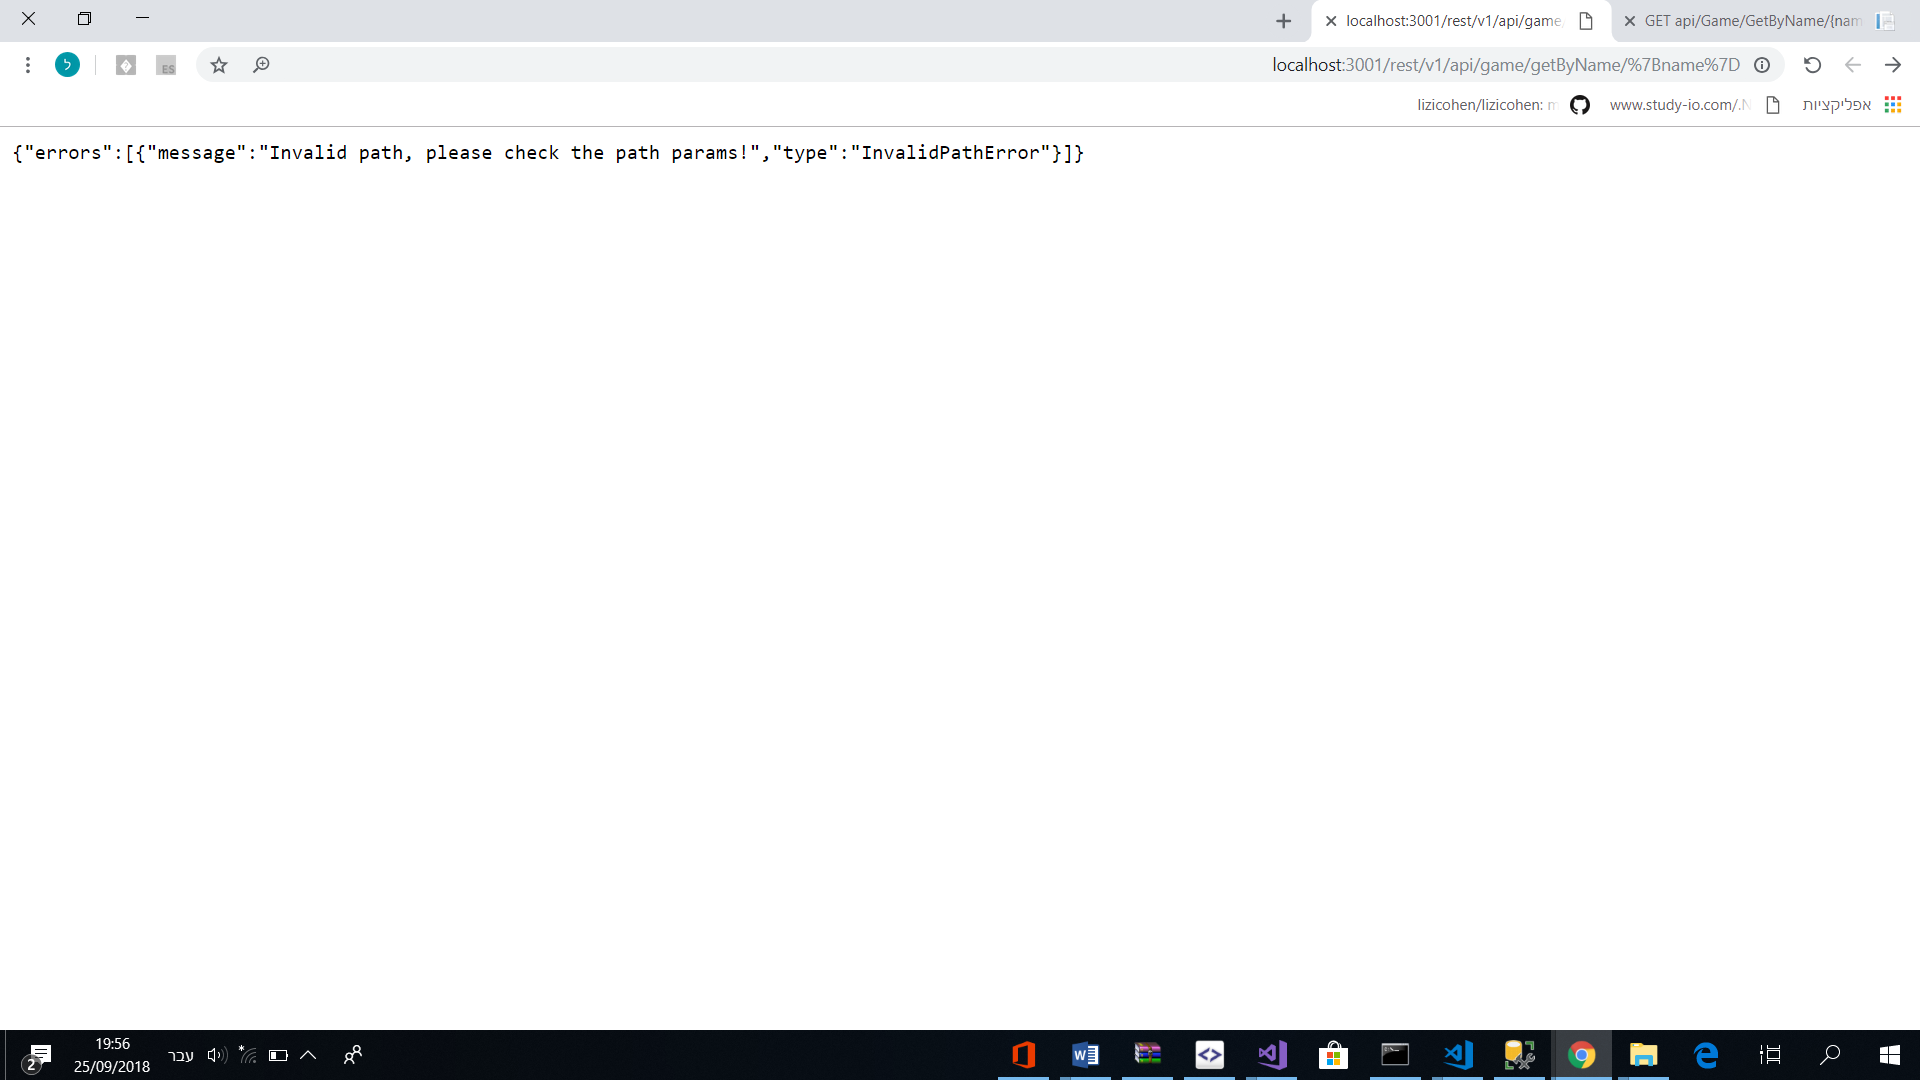 localhost:3001/rest/v1/api/game
GET api/Game/GetByName/{nam
ל
ES
localhost:3001/rest/v1/api/game/getByName/%7Bname%7D
lizicohen/lizicohen: m
www.study-io.com/.N
אפליקציות
{"errors":[{"message":"Invalid path, please check the path params!","type":"InvalidPathError"}]}
2
19:56
25/09/2018
עבר